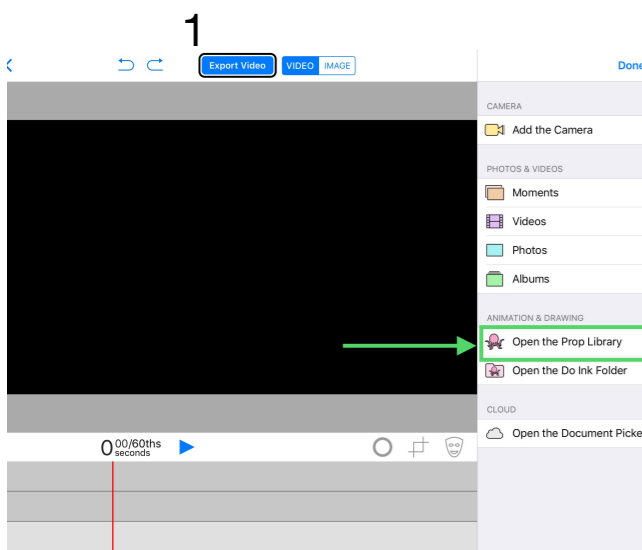 1
Export Video VIDEO IMAGE
Done
CAMERA
Add the Camera
PHOTOS & VIDEOS
Moments
Videos
Photos
Albums
ANIMATION & DRAWING
Open the Prop Library
Open the Do Ink Folder
CLOUD
Open the Document Picke
0 00/60ths
seconds